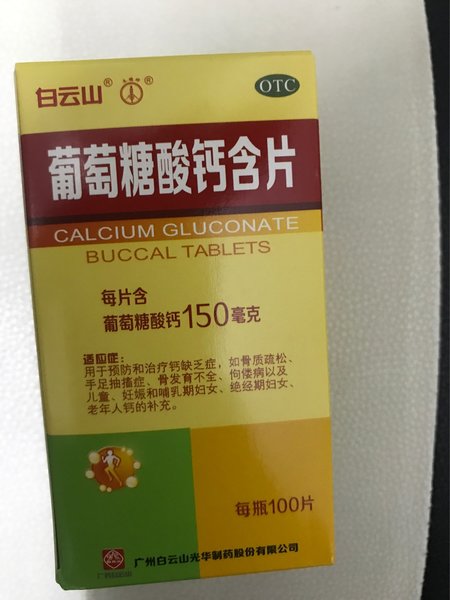 白云山® ®
OTC
葡萄糖酸钙含片
CALCIUM GLUCONATE
BUCCAL TABLETS
每片含
葡萄糖酸钙150毫克
适应症:
用于预防和治疗钙缺乏症，如骨质疏松、
手足抽搐症、骨发育不全、佝偻病以及
儿童、妊娠和哺乳期妇女、绝经期妇女、
老年人钙的补充。
每瓶100片
广州白云山光华制药股份有限公司